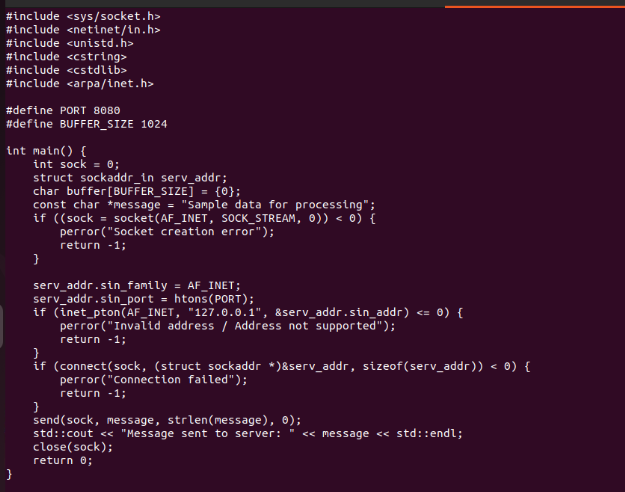 #include <sys/socket.h>
#include <netinet/in.h>
#include <unistd.h>
#include <cstring>
#include <cstdlib>
#include <arpa/inet.h>

#define PORT 8080
#define BUFFER_SIZE 1024

int main() {
    int sock = 0;
    struct sockaddr_in serv_addr;
    char buffer[BUFFER_SIZE] = {0};
    const char *message = "Sample data for processing";
    if ((sock = socket(AF_INET, SOCK_STREAM, 0)) < 0) {
        perror("Socket creation error");
        return -1;
    }

    serv_addr.sin_family = AF_INET;
    serv_addr.sin_port = htons(PORT);
    if (inet_pton(AF_INET, "127.0.0.1", &serv_addr.sin_addr) <= 0) {
        perror("Invalid address / Address not supported");
        return -1;
    }
    if (connect(sock, (struct sockaddr *)&serv_addr, sizeof(serv_addr)) < 0) {
        perror("Connection failed");
        return -1;
    }
    send(sock, message, strlen(message), 0);
    std::cout << "Message sent to server: " << message << std::endl;
    close(sock);
    return 0;
}